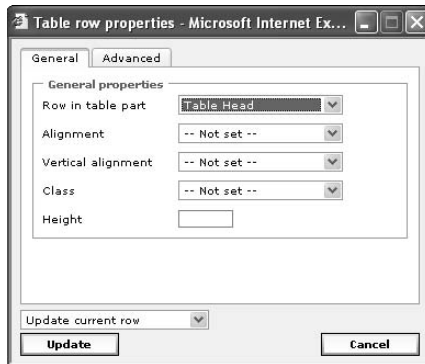 Table row properties - Microsoft Internet Ex...
General Advanced
General properties
Row in table part Table Head
Alignment -- Not set --
Vertical alignment -- Not set --
Class -- Not set --
Height
Update current row
Update Cancel